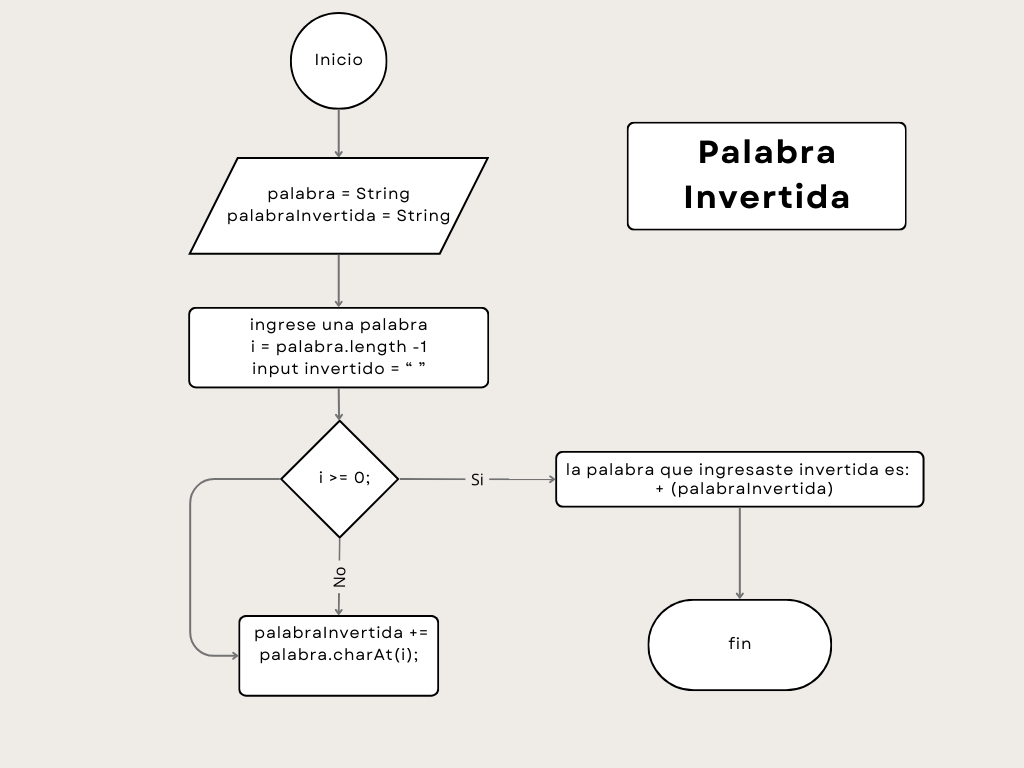 Inicio
Palabra
Invertida
palabra = String
palabraInvertida = String
ingrese una palabra
i = palabra.length -1
input invertido = “ ”
i >= 0;
Si
la palabra que ingresaste invertida es:
+ (palabraInvertida)
No
palabraInvertida +=
palabra.charAt(i);
fin